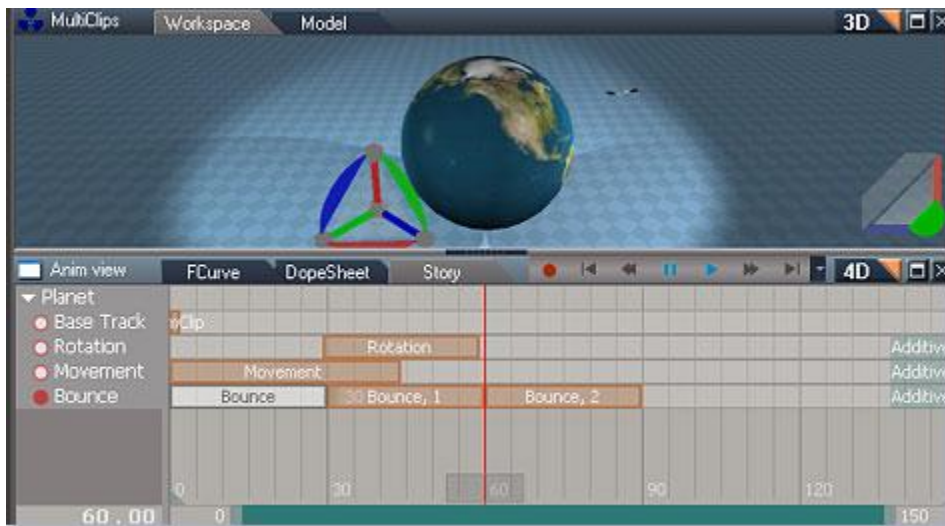 MultiClips Workspace Model 3D
Anim view FCurve DopeSheet Story 4D
Planet
Base Track Clip
Rotation Rotation Additive
Movement Movement Additive
Bounce Bounce 30 Bounce, 1 Bounce, 2 Additive
0 30 60 90 120
60.00 0 150